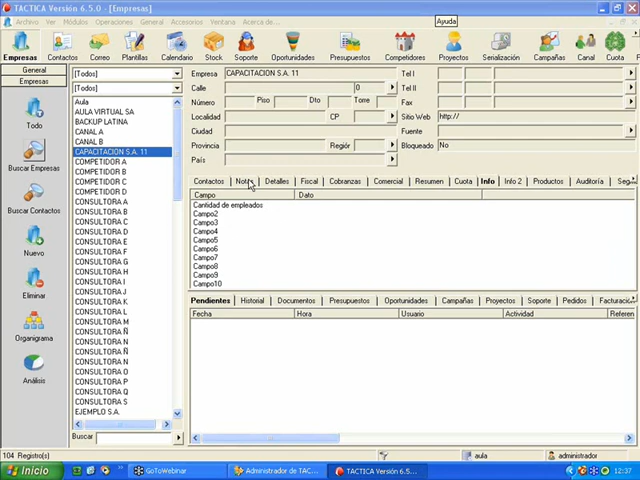 TACTICA Versión 6.5.0 - [Empresas]
Archivo Ver Módulos Operaciones General Accesorios Ventana Acerca de...
Ayuda
Empresas Contactos Correo Plantillas Calendario Stock Soporte Oportunidades Presupuestos Competidores Proyectos Serialización Campañas Canal Cuota
General
Empresas
Todo
Buscar Empresas
Buscar Contactos
Nuevo
Eliminar
Organigrama
Análisis
[Todos]
[Todos]
Aula
AULA VIRTUAL SA
BACKUP LATINA
CANAL A
CANAL B
CAPACITACION S.A. 11
COMPETIDOR A
COMPETIDOR B
COMPETIDOR C
COMPETIDOR D
CONSULTORA A
CONSULTORA B
CONSULTORA C
CONSULTORA D
CONSULTORA E
CONSULTORA F
CONSULTORA G
CONSULTORA H
CONSULTORA I
CONSULTORA J
CONSULTORA K
CONSULTORA L
CONSULTORA M
CONSULTORA Ñ
CONSULTORA N
CONSULTORA Ñ
CONSULTORA O
CONSULTORA P
CONSULTORA Q
CONSULTORA S
EJEMPLO S.A.
Buscar
Empresa CAPACITACION S.A. 11
Calle 0
Número Piso Dto Torre
Localidad CP
Ciudad
Provincia Región
País
Tel I
Tel II
Fax
Sitio Web http://
Fuente
Bloqueado No
Contactos Notas Detalles Fiscal Cobranzas Comercial Resumen Cuota Info Info 2 Productos Auditoría
Campo Dato
Cantidad de empleados
Campo2
Campo3
Campo4
Campo5
Campo6
Campo7
Campo8
Campo9
Campo10
Pendientes Historial Documentos Presupuestos Oportunidades Campañas Proyectos Soporte Pedidos Facturación
Fecha Hora Usuario Actividad Referen
104 Registro(s) aula administrador
Inicio GoToWebinar Administrador de TAC... TACTICA Versión 6.5.... 12:37